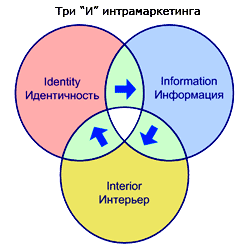 Три "И" интрамаркетинга
Identity
Идентичность
Information
Информация
Interior
Интерьер